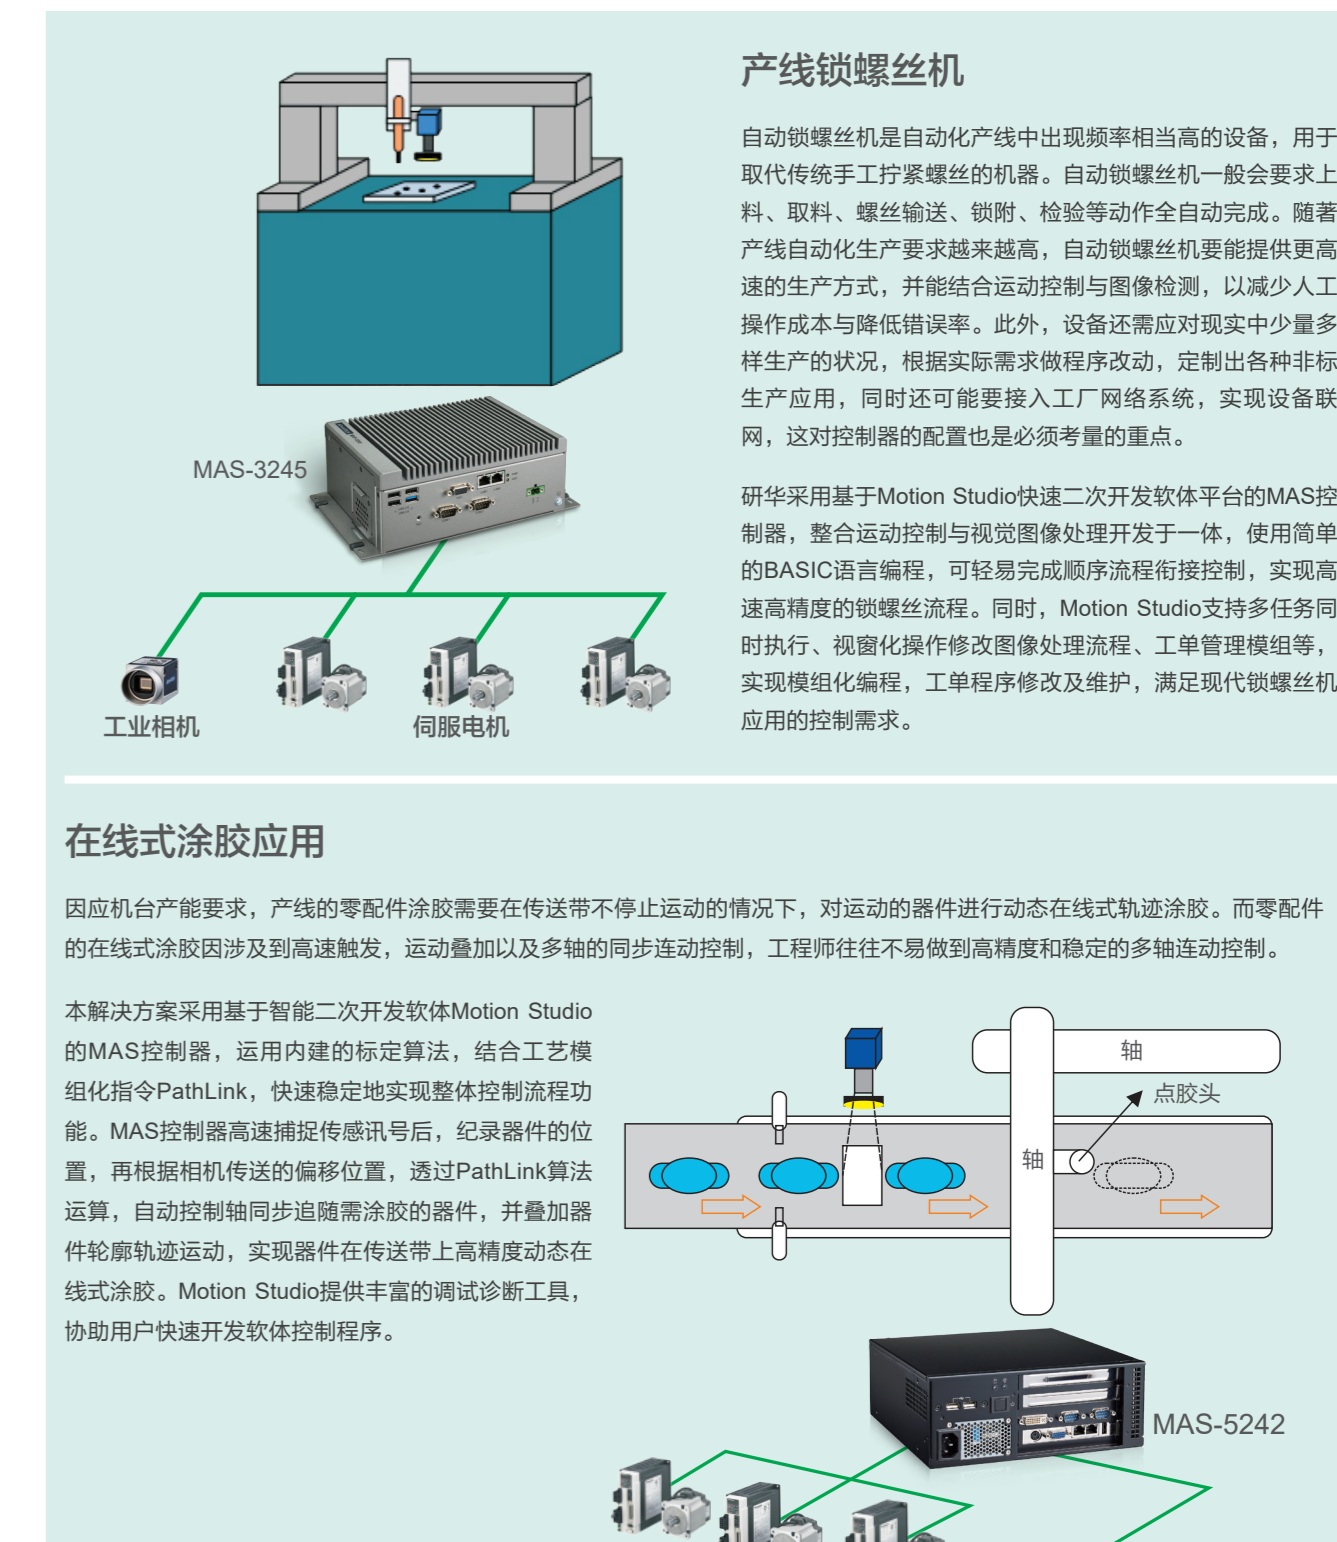 产线锁螺丝机
自动锁螺丝机是自动化产线中出现频率相当高的设备，用于
取代传统手工拧紧螺丝的机器。自动锁螺丝机一般会要求上
料、取料、螺丝输送、锁附、检验等动作全自动完成。随著
产线自动化生产要求越来越高，自动锁螺丝机要能提供更高
速的生产方式，并能结合运动控制与图像检测，以减少人工
操作成本与降低错误率。此外，设备还需应对现实中少量多
样生产的状况，根据实际需求做程序改动，定制出各种非标
生产应用，同时还可能要接入工厂网络系统，实现设备联
网，这对控制器的配置也是必须考量的重点。
研华采用基于Motion Studio快速二次开发软体平台的MAS控
制器，整合运动控制与视觉图像处理开发于一体，使用简单
的BASIC语言编程，可轻易完成顺序流程衔接控制，实现高
速高精度的锁螺丝流程。同时，Motion Studio支持多任务同
时执行、视窗化操作修改图像处理流程、工单管理模组等，
实现模组化编程，工单程序修改及维护，满足现代锁螺丝机
应用的控制需求。
MAS-3245
工业相机
伺服电机
在线式涂胶应用
因应机台产能要求，产线的零配件涂胶需要在传送带不停止运动的情况下，对运动的器件进行动态在线式轨迹涂胶。而零配件
的在线式涂胶因涉及到高速触发，运动叠加以及多轴的同步连动控制，工程师往往不易做到高精度和稳定的多轴连动控制。
本解决方案采用基于智能二次开发软体Motion Studio
的MAS控制器，运用内建的标定算法，结合工艺模
组化指令PathLink，快速稳定地实现整体控制流程功
能。MAS控制器高速捕捉传感讯号后，纪录器件的位
置，再根据相机传送的偏移位置，透过PathLink算法
运算，自动控制轴同步追随需涂胶的器件，并叠加器
件轮廓轨迹运动，实现器件在传送带上高精度动态在
线式涂胶。Motion Studio提供丰富的调试诊断工具，
协助用户快速开发软体控制程序。
轴
点胶头
轴
MAS-5242